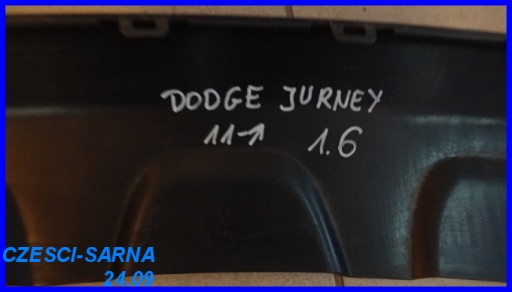 DODGE JURNEY
11→ 1.6
CZESCI-SARNA
24.09